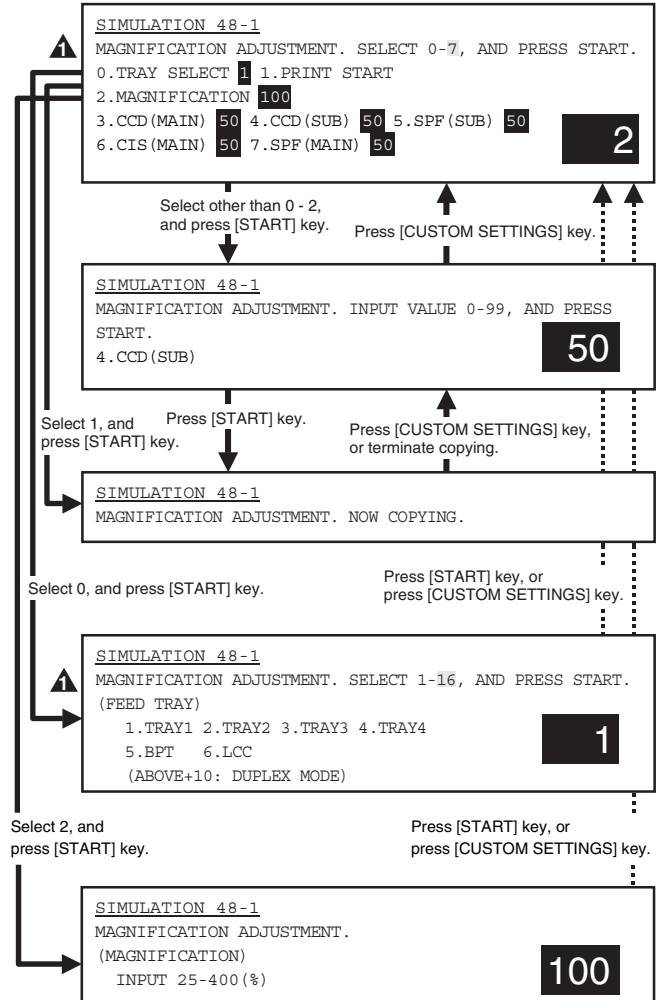 SIMULATION 48-1
MAGNIFICATION ADJUSTMENT. SELECT 0-7, AND PRESS START.
0.TRAY SELECT 1 1.PRINT START
2.MAGNIFICATION 100
3.CCD(MAIN) 50 4.CCD(SUB) 50 5.SPF(SUB) 50
6.CIS(MAIN) 50 7.SPF(MAIN) 50
2
1
Select other than 0 - 2,
and press [START] key.
Press [CUSTOM SETTINGS] key.
SIMULATION 48-1
MAGNIFICATION ADJUSTMENT. INPUT VALUE 0-99, AND PRESS
START.
4.CCD(SUB)
50
Select 1, and
press [START] key.
Press [START] key.
Press [CUSTOM SETTINGS] key,
or terminate copying.
SIMULATION 48-1
MAGNIFICATION ADJUSTMENT. NOW COPYING.
Select 0, and press [START] key.
Press [START] key, or
press [CUSTOM SETTINGS] key.
1
SIMULATION 48-1
MAGNIFICATION ADJUSTMENT. SELECT 1-16, AND PRESS START.
(FEED TRAY)
1.TRAY1 2.TRAY2 3.TRAY3 4.TRAY4
5.BPT 6.LCC
(ABOVE+10: DUPLEX MODE)
1
Select 2, and
press [START] key.
Press [START] key, or
press [CUSTOM SETTINGS] key.
SIMULATION 48-1
MAGNIFICATION ADJUSTMENT.
(MAGNIFICATION)
INPUT 25-400(%)
100